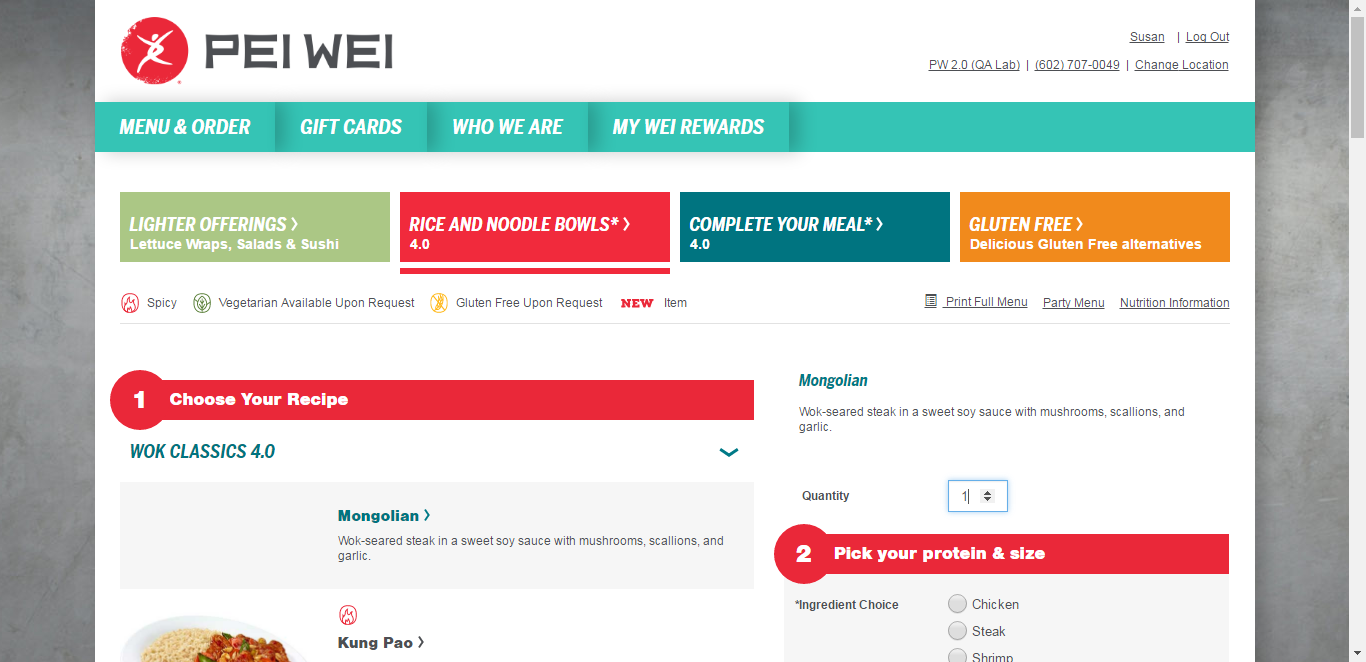 PEI WEI
Susan | Log Out
PW 2.0 (QA Lab) | (602) 707-0049 | Change Location
MENU & ORDER GIFT CARDS WHO WE ARE MY WEI REWARDS
LIGHTER OFFERINGS >
Lettuce Wraps, Salads & Sushi
RICE AND NOODLE BOWLS* >
4.0
COMPLETE YOUR MEAL* >
4.0
GLUTEN FREE >
Delicious Gluten Free alternatives
Spicy Vegetarian Available Upon Request Gluten Free Upon Request NEW Item Print Full Menu Party Menu Nutrition Information
1 Choose Your Recipe
WOK CLASSICS 4.0
Mongolian >
Wok-seared steak in a sweet soy sauce with mushrooms, scallions, and
garlic.
Kung Pao >
Mongolian
Wok-seared steak in a sweet soy sauce with mushrooms, scallions, and
garlic.
Quantity 1
2 Pick your protein & size
*Ingredient Choice Chicken
Steak
Shrimp